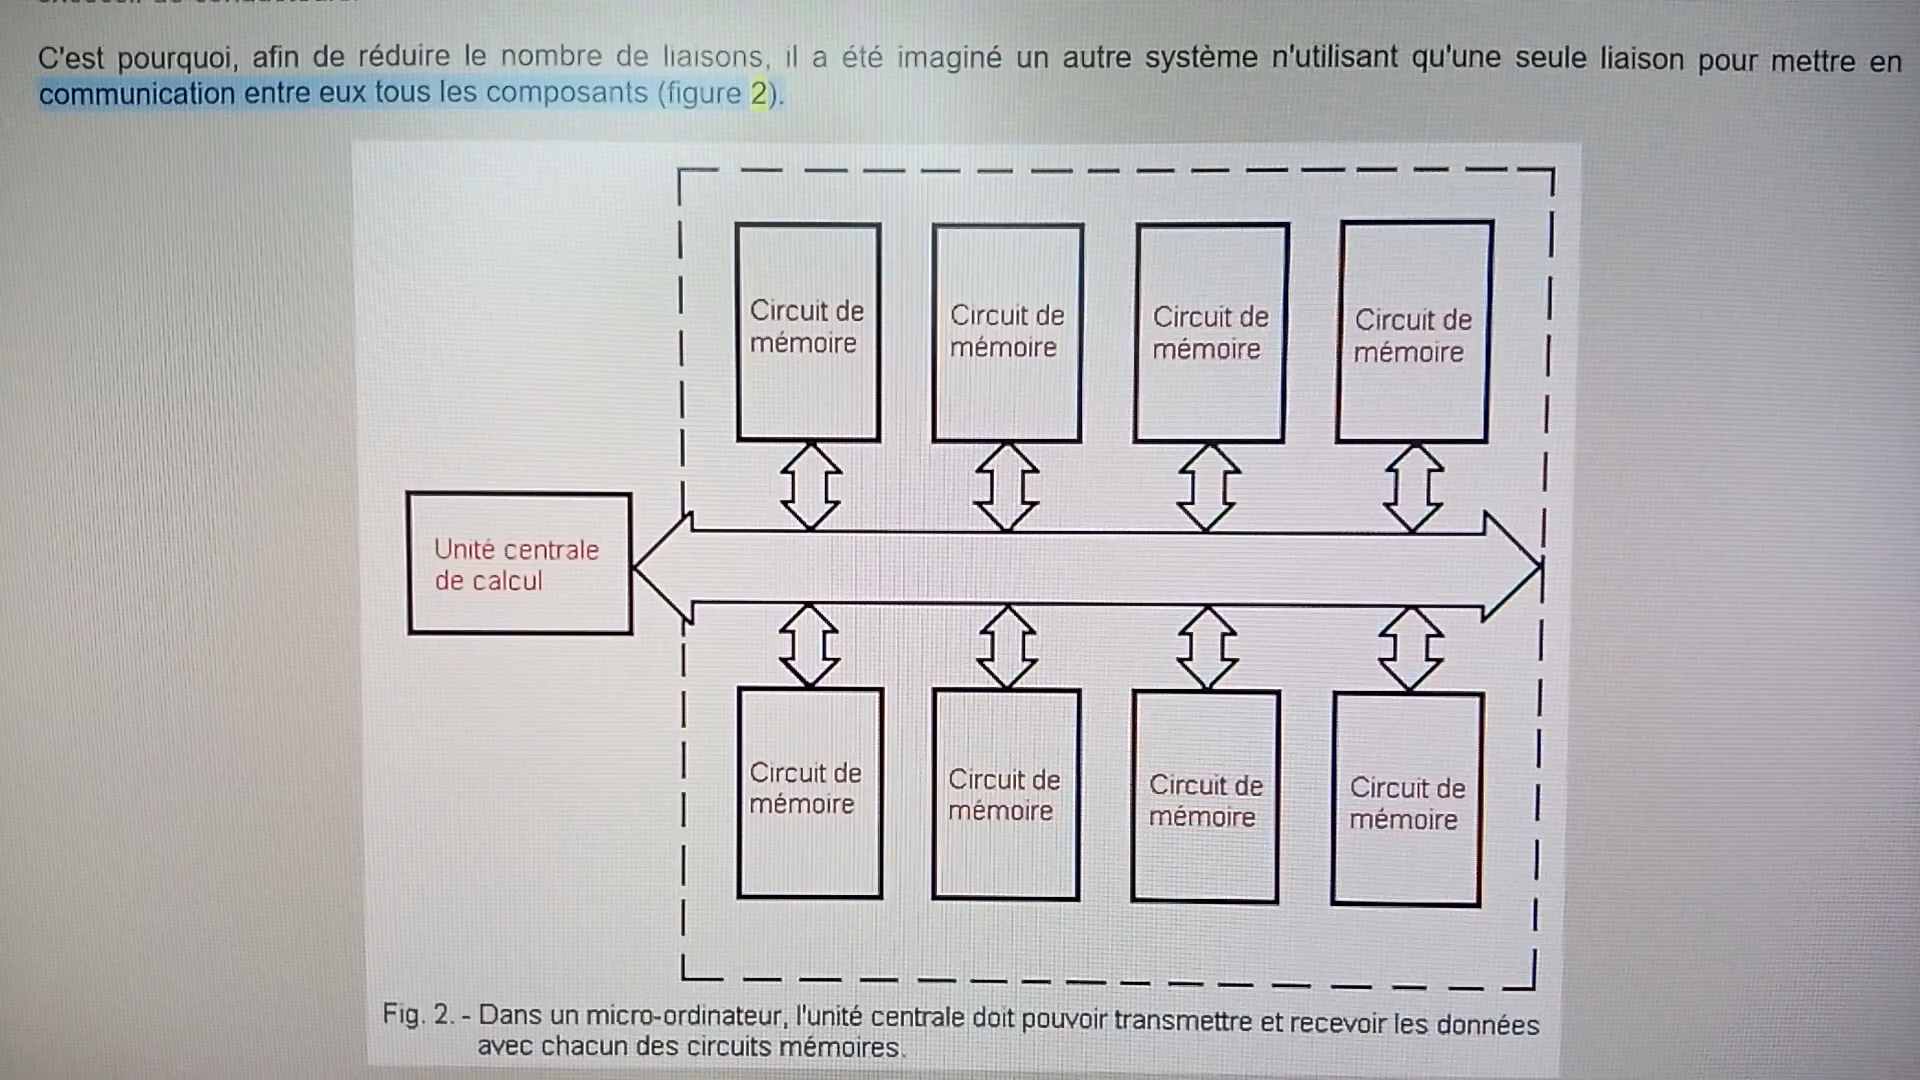 C'est pourquoi, afin de réduire le nombre de liaisons, il a été imaginé un autre système n'utilisant qu'une seule liaison pour mettre en
communication entre eux tous les composants (figure 2).
Circuit de
mémoire
Circuit de
mémoire
Circuit de
mémoire
Circuit de
mémoire
Unité centrale
de calcul
Circuit de
mémoire
Circuit de
mémoire
Circuit de
mémoire
Circuit de
mémoire
Fig. 2. - Dans un micro-ordinateur, l'unité centrale doit pouvoir transmettre et recevoir les données
avec chacun des circuits mémoires.